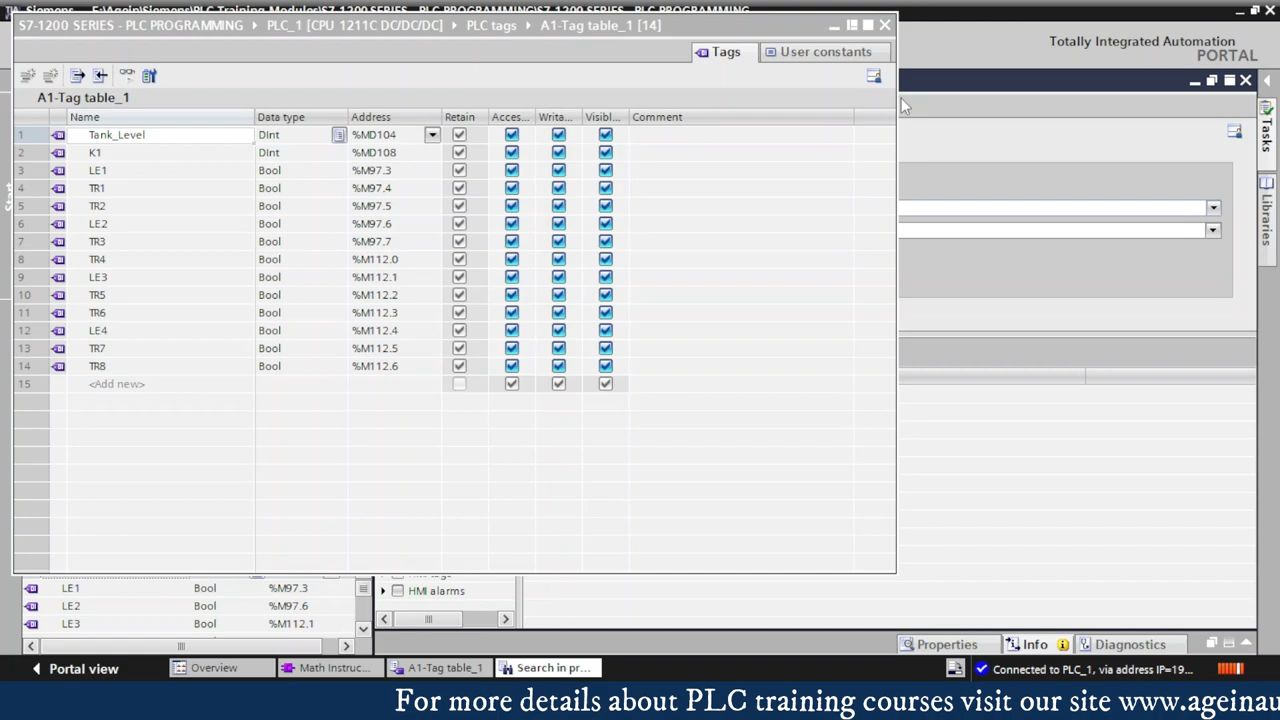 S7-1200 SERIES - PLC PROGRAMMING PLC_1 [CPU 1211C DC/DC/DC] PLC tags A1-Tag table_1 [14]
Totally Integrated Automation
PORTAL
Tags User constants
A1-Tag table_1
Name Data type Address Retain Acces... Writa... Visibl... Comment
1 Tank_Level DInt %MD104
2 K1 DInt %MD108
3 LE1 Bool %M97.3
4 TR1 Bool %M97.4
5 TR2 Bool %M97.5
6 LE2 Bool %M97.6
7 TR3 Bool %M97.7
8 TR4 Bool %M112.0
9 LE3 Bool %M112.1
10 TR5 Bool %M112.2
11 TR6 Bool %M112.3
12 LE4 Bool %M112.4
13 TR7 Bool %M112.5
14 TR8 Bool %M112.6
15 <Add new>
Tasks
Libraries
LE1 Bool %M97.3
LE2 Bool %M97.6
LE3 Bool %M112.1
HMI alarms
Properties Info Diagnostics
Portal view Overview Math Instruc... A1-Tag table_1 Search in pr... Connected to PLC_1, via address IP=19...
For more details about PLC training courses visit our site www.ageinau